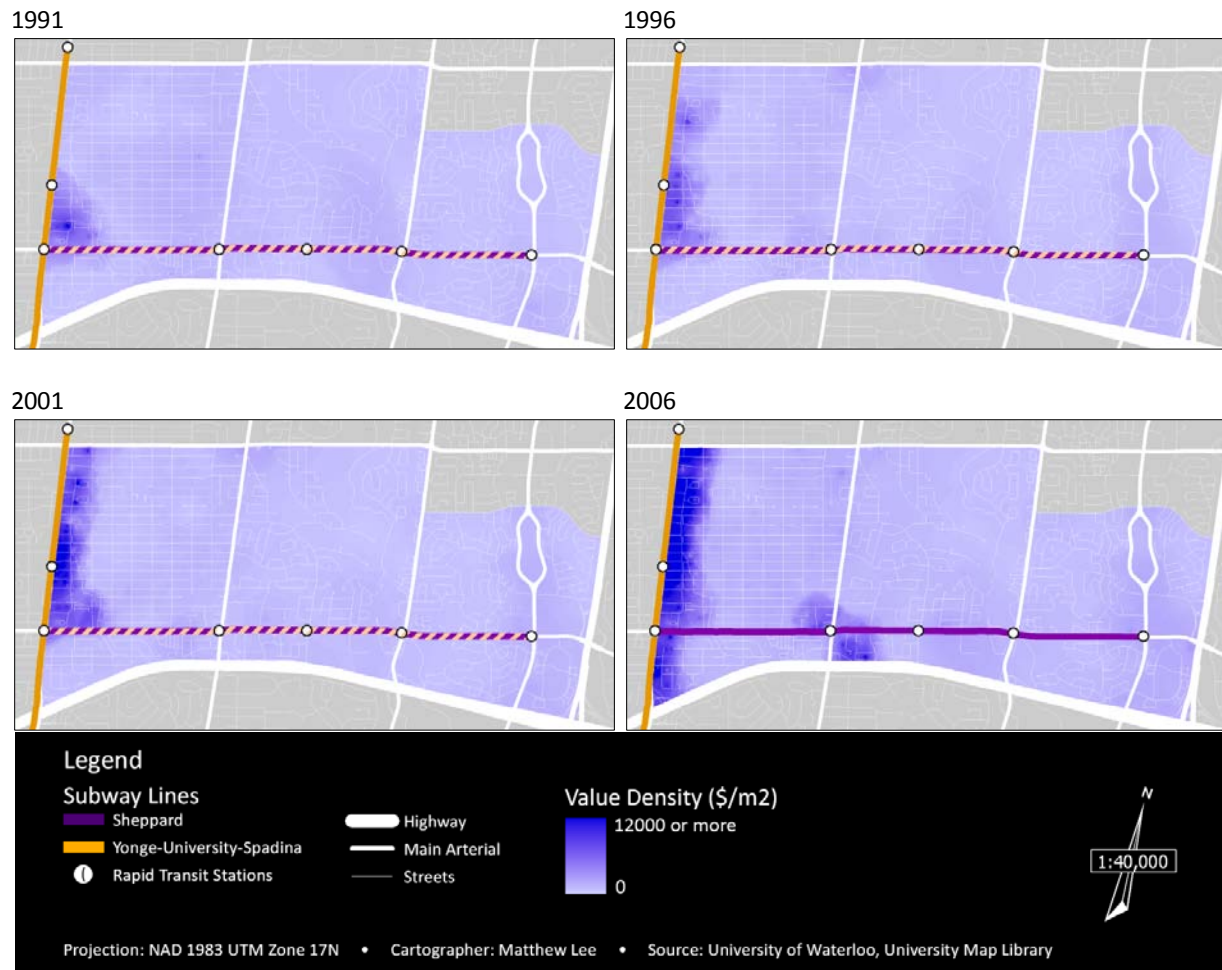 1991
1996
2001
2006
Legend
Subway Lines
Sheppard
Yonge-University-Spadina
Rapid Transit Stations
Highway
Main Arterial
Streets
Value Density ($/m2)
12000 or more
0
N
1:40,000
Projection: NAD 1983 UTM Zone 17N • Cartographer: Matthew Lee • Source: University of Waterloo, University Map Library